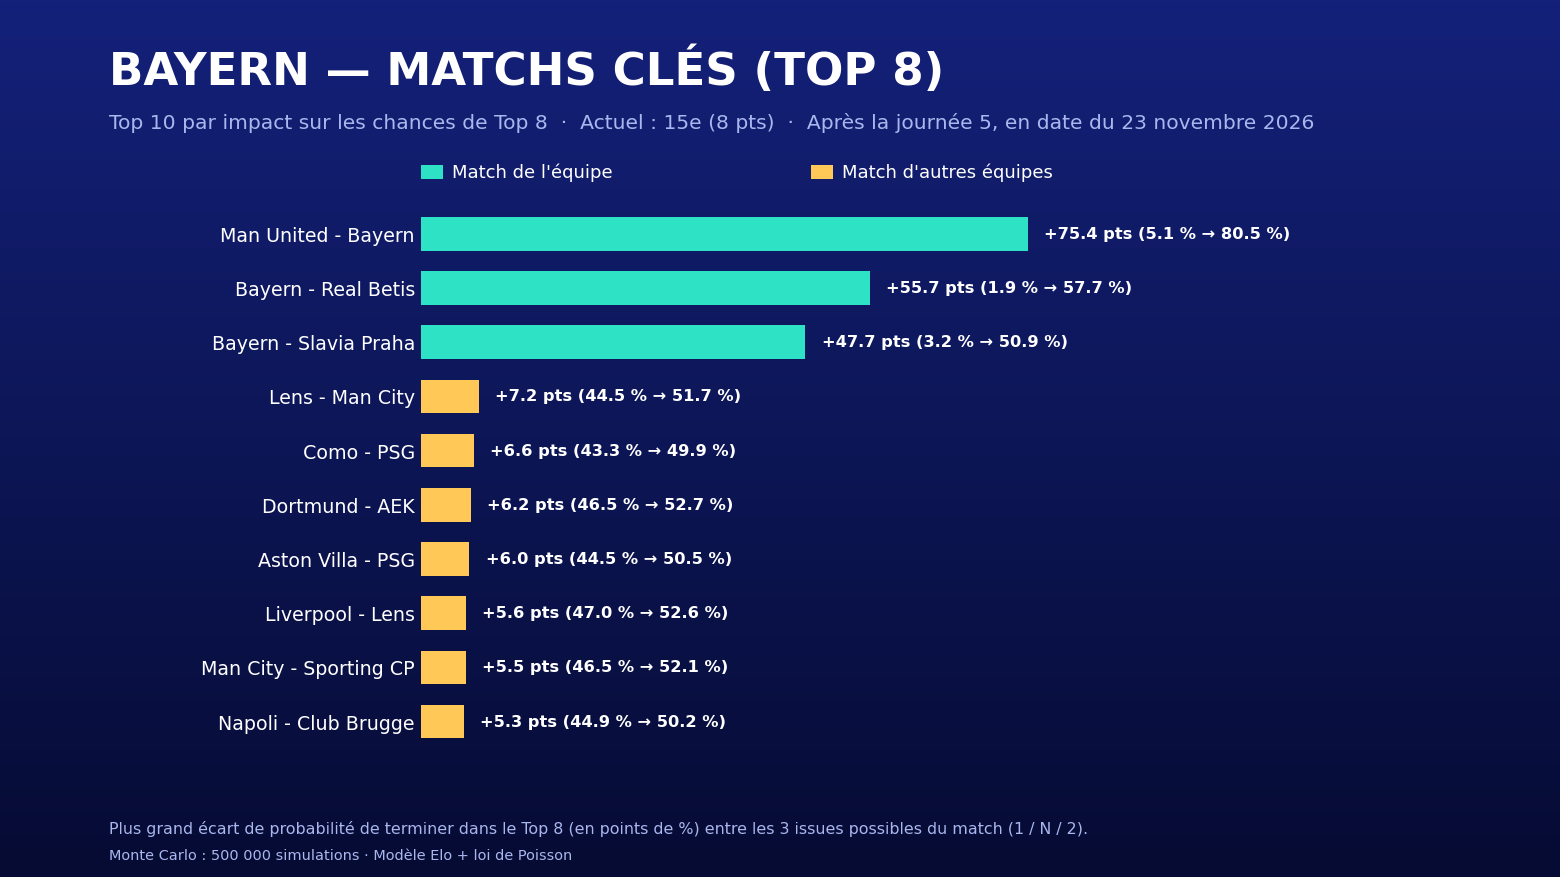 BAYERN — MATCHS CLÉS (TOP 8)
Top 10 par impact sur les chances de Top 8 · Actuel : 15e (8 pts) · Après la journée 5, en date du 23 novembre 2026
Match de l'équipe Match d'autres équipes
Man United - Bayern +75.4 pts (5.1 % → 80.5 %)
Bayern - Real Betis +55.7 pts (1.9 % → 57.7 %)
Bayern - Slavia Praha +47.7 pts (3.2 % → 50.9 %)
Lens - Man City +7.2 pts (44.5 % → 51.7 %)
Como - PSG +6.6 pts (43.3 % → 49.9 %)
Dortmund - AEK +6.2 pts (46.5 % → 52.7 %)
Aston Villa - PSG +6.0 pts (44.5 % → 50.5 %)
Liverpool - Lens +5.6 pts (47.0 % → 52.6 %)
Man City - Sporting CP +5.5 pts (46.5 % → 52.1 %)
Napoli - Club Brugge +5.3 pts (44.9 % → 50.2 %)
Plus grand écart de probabilité de terminer dans le Top 8 (en points de %) entre les 3 issues possibles du match (1 / N / 2).
Monte Carlo : 500 000 simulations · Modèle Elo + loi de Poisson